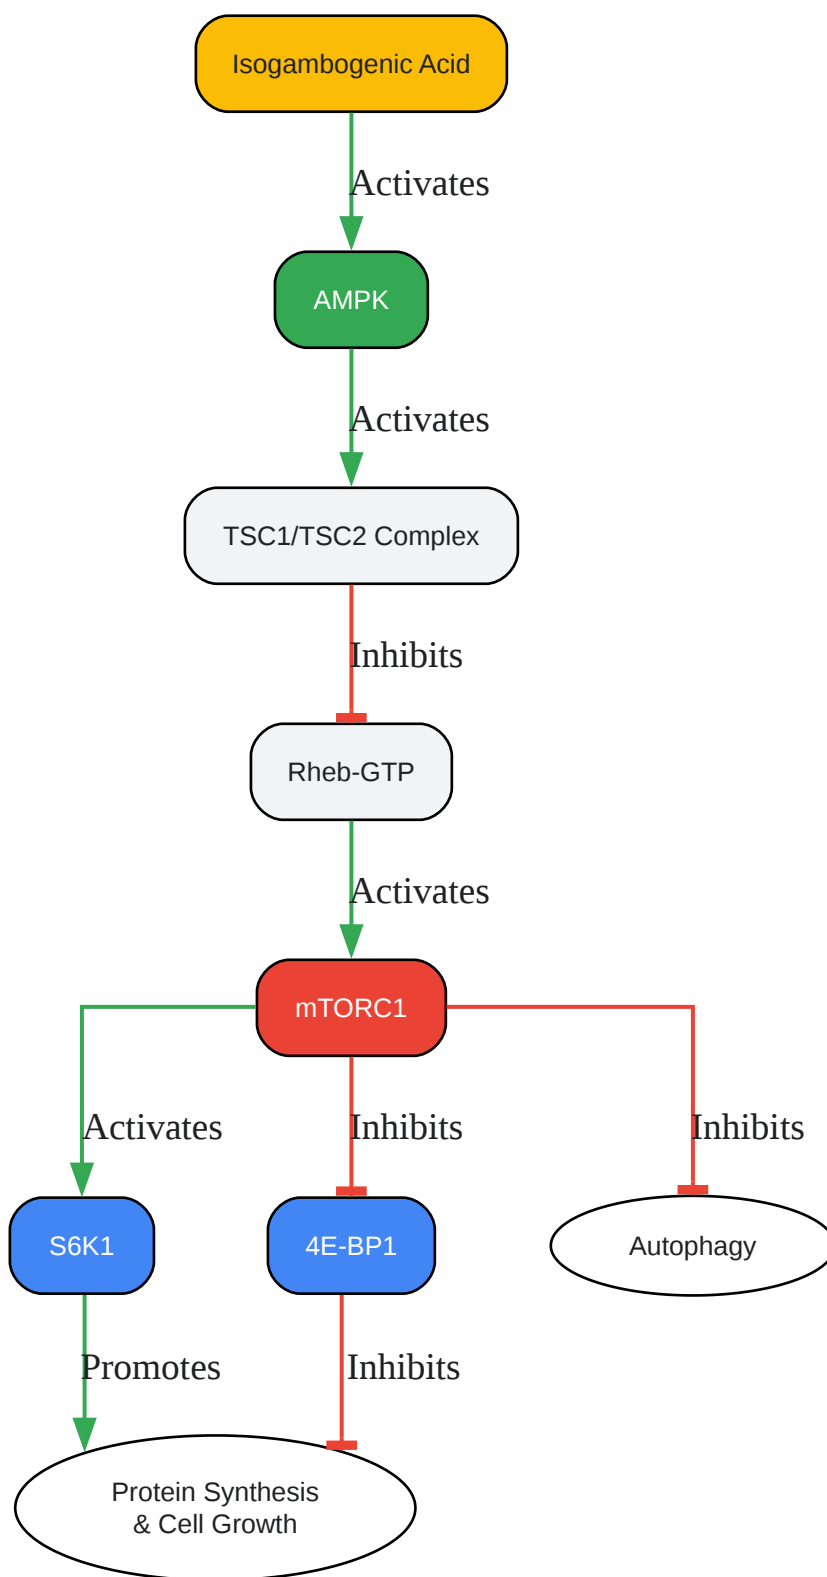 Isogambogenic Acid
Activates
AMPK
Activates
TSC1/TSC2 Complex
Inhibits
Rheb-GTP
Activates
mTORC1
Activates
Inhibits
Inhibits
S6K1
4E-BP1
Autophagy
Promotes
Inhibits
Protein Synthesis
& Cell Growth